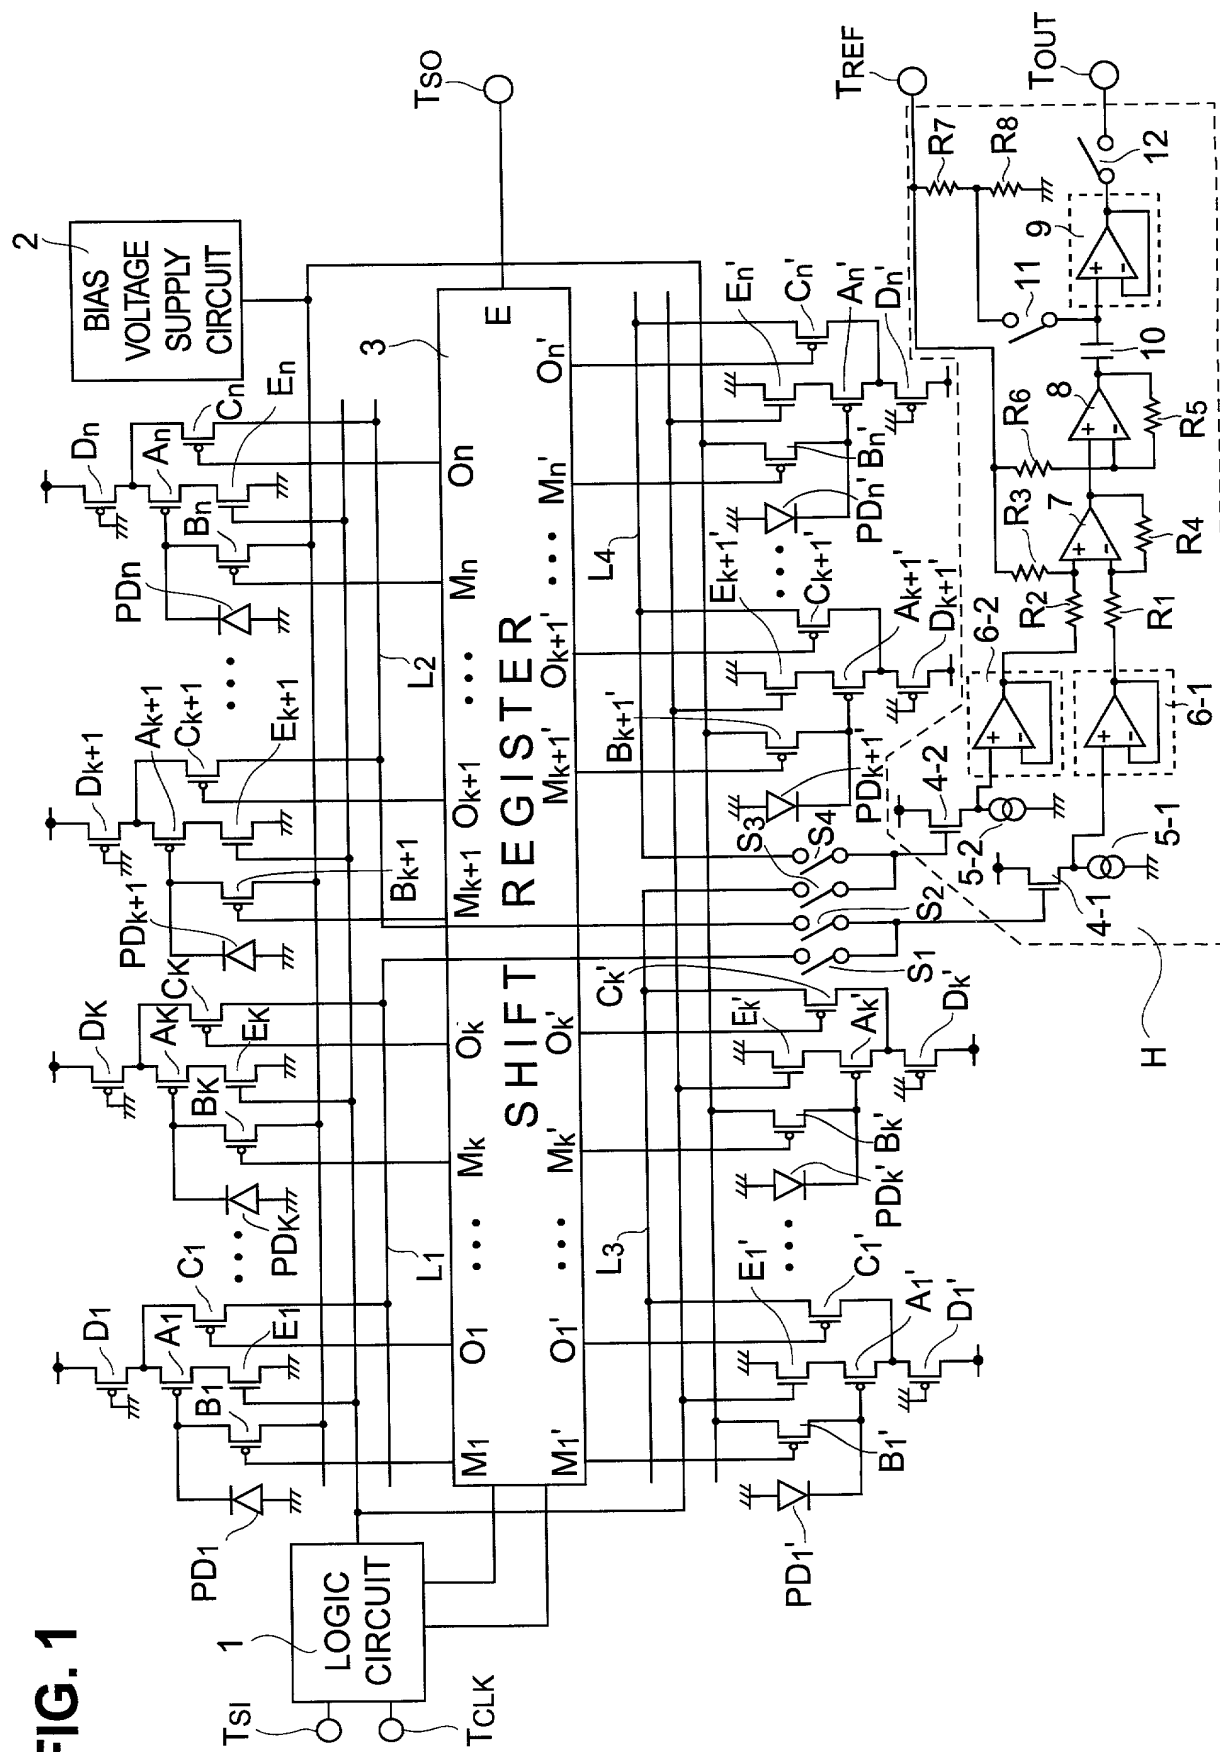 FIG. 1
TSI
TCLK
1
LOGIC
CIRCUIT
2
BIAS
VOLTAGE
SUPPLY
CIRCUIT
TSO
PD1
B1
D1
A1
C1
E1
PDK
BK
DK
AK
CK
EK
PDk+1
Bk+1
Dk+1
Ak+1
Ck+1
Ek+1
PDn
Bn
Dn
An
Cn
En
L1
L2
3
M1 O1 Mk Ok Mk+1 Ok+1 Mn On
SHIFT REGISTER
E
M1' O1' Mk' Ok' Mk+1' Ok+1' Mn' On'
L3
L4
PD1'
B1'
E1'
C1'
A1'
D1'
PDk'
Bk'
Ek'
Ck'
Ak'
Dk'
S1
S2
S3
S4
PDk+1'
Bk+1'
Ek+1'
Ck+1'
Ak+1'
Dk+1'
PDn'
Bn'
En'
Cn'
An'
Dn'
H
4-1
5-1
4-2
5-2
6-1
6-2
+
-
+
-
R1
R2
R3
R4
7
+
-
R5
R6
8
+
-
10
11
9
+
-
R7
R8
12
TREF
TOUT